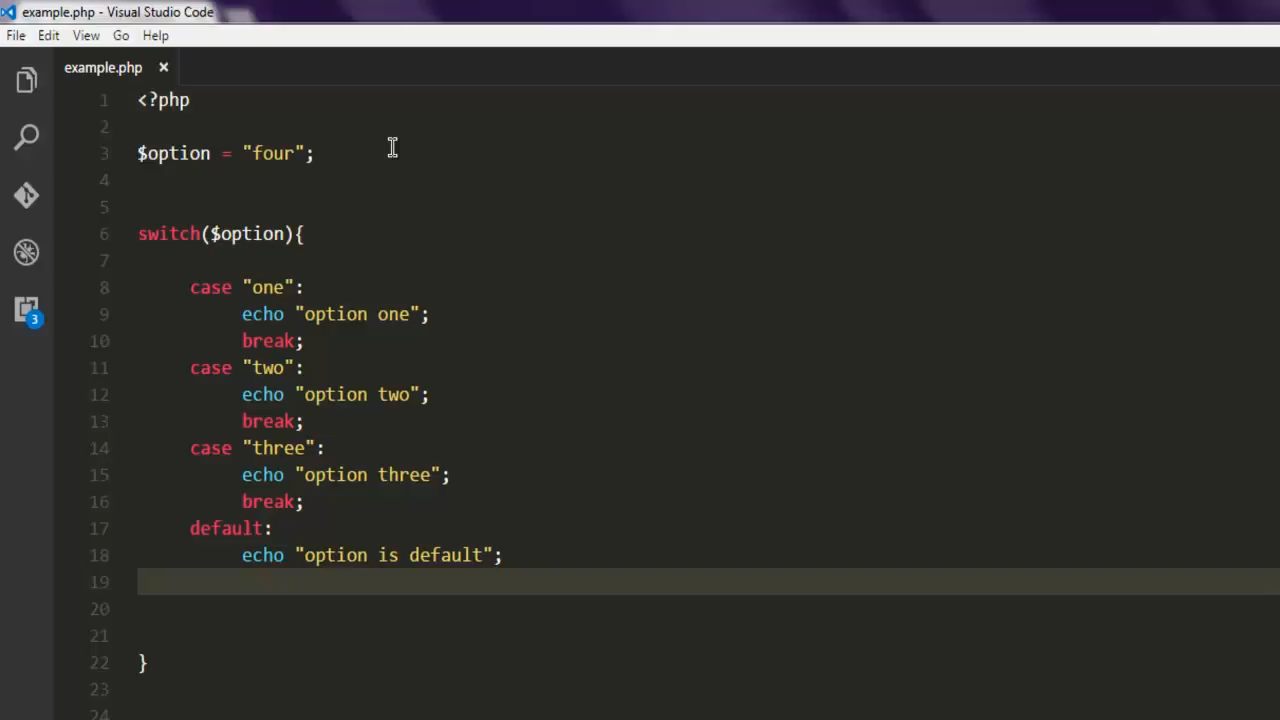 example.php - Visual Studio Code
File Edit View Go Help
example.php ×
1 <?php
2
3 $option = "four";
4
5
6 switch($option){
7
8 case "one":
9 echo "option one";
10 break;
11 case "two":
12 echo "option two";
13 break;
14 case "three":
15 echo "option three";
16 break;
17 default:
18 echo "option is default";
19
20
21
22 }
23
24
3